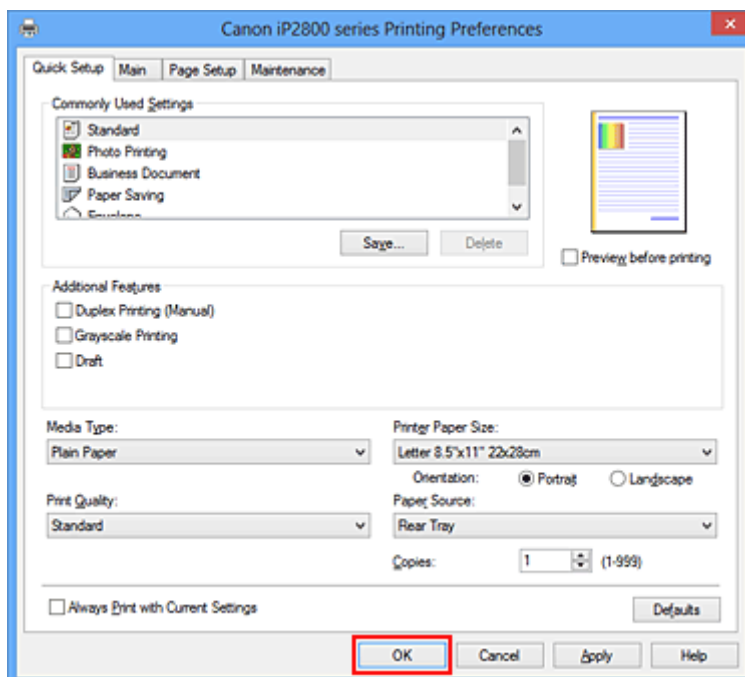 Canon iP2800 series Printing Preferences
Quick Setup Main Page Setup Maintenance
Commonly Used Settings
Standard
Photo Printing
Business Document
Paper Saving
Envelope
Save... Delete
Preview before printing
Additional Features
Duplex Printing (Manual)
Grayscale Printing
Draft
Media Type: Printer Paper Size:
Plain Paper Letter 8.5"x11" 22x28cm
Orientation: Portrait Landscape
Print Quality: Paper Source:
Standard Rear Tray
Copies: 1 (1-999)
Always Print with Current Settings Defaults
OK Cancel Apply Help